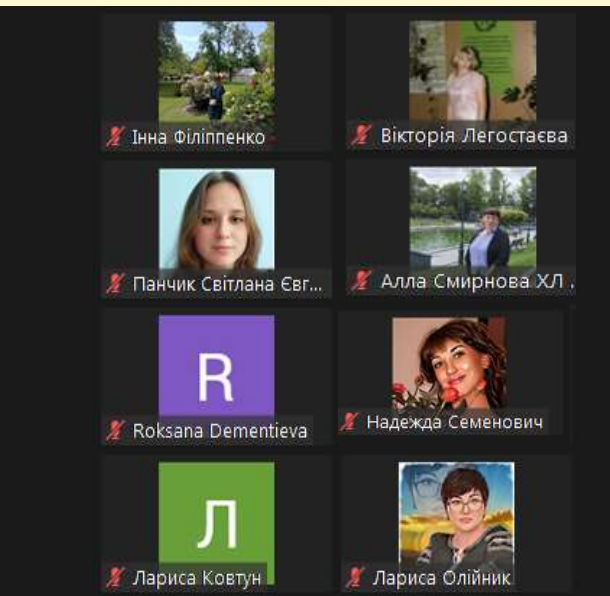 Інна Філіппенко
Вікторія Легостаєва
Панчик Світлана Євг...
Алла Смирнова ХЛ .
R
Roksana Dementieva
Надежда Семенович
Л
Лариса Ковтун
Лариса Олійник